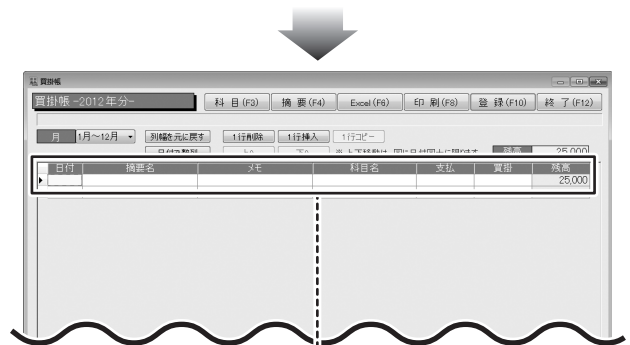 買掛帳
買掛帳 -2012年分-
科 目 (F3) 摘 要 (F4) Excel (F6) 印 刷 (F8) 登 録 (F10) 終 了 (F12)
月 1月～12月 列幅を元に戻す 1行削除 1行挿入 1行コピー
残高 25,000
日付 摘要名 メモ 科目名 支払 買掛 残高
25,000